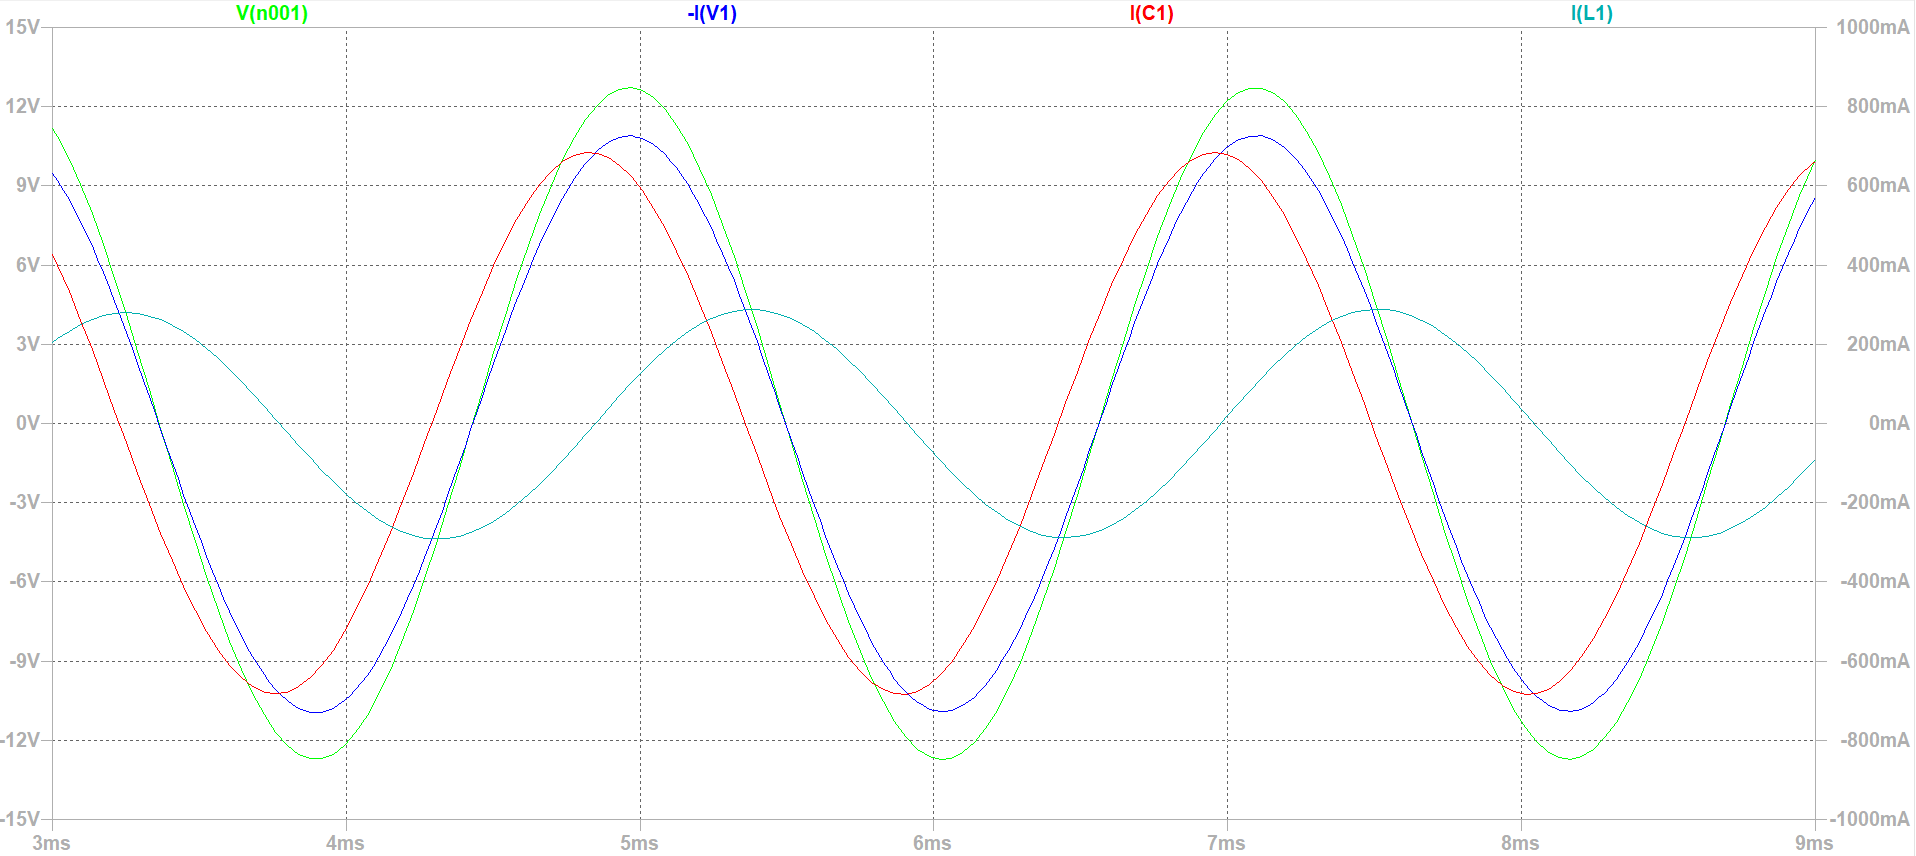 V(n001) -I(V1) I(C1) I(L1)
15V 1000mA
12V 800mA
9V 600mA
6V 400mA
3V 200mA
0V 0mA
-3V -200mA
-6V -400mA
-9V -600mA
-12V -800mA
-15V -1000mA
3ms 4ms 5ms 6ms 7ms 8ms 9ms